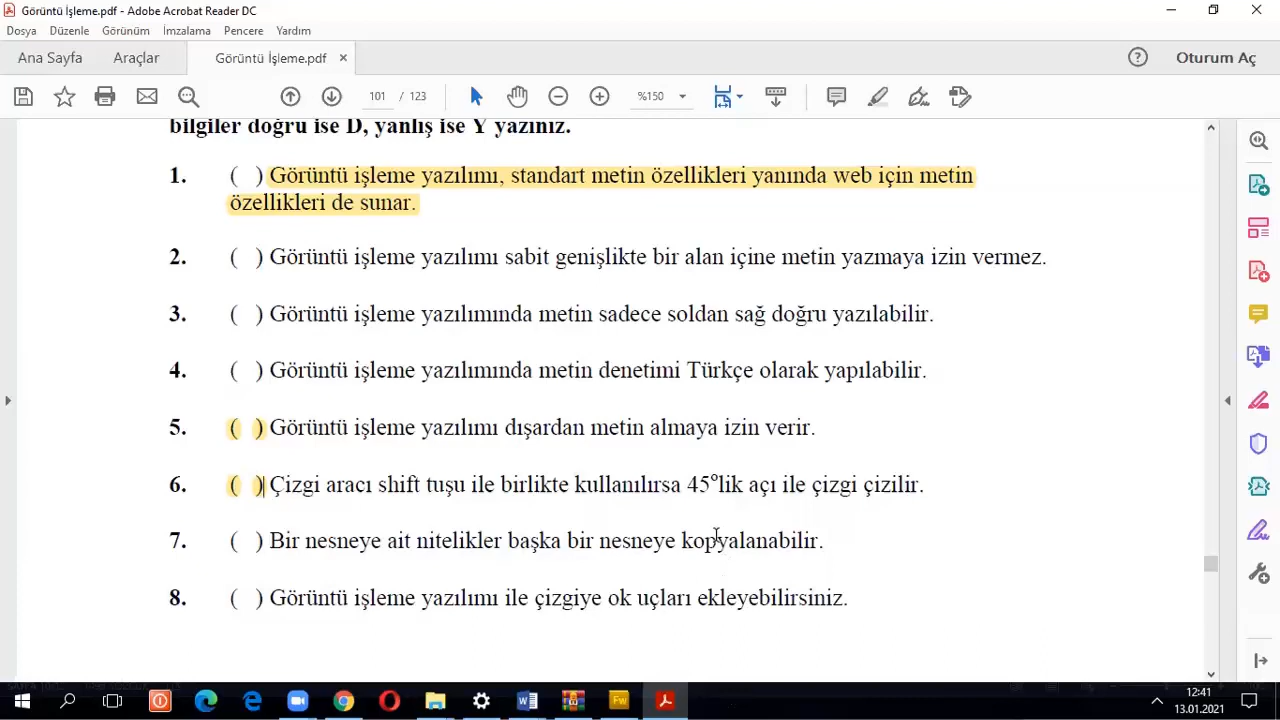 Görüntü İşleme.pdf - Adobe Acrobat Reader DC
Dosya Düzenle Görünüm İmzalama Pencere Yardım
Ana Sayfa Araçlar Görüntü İşleme.pdf × ? Oturum Aç
101 / 123 %150
bilgiler doğru ise D, yanlış ise Y yazınız.
1. ( ) Görüntü işleme yazılımı, standart metin özellikleri yanında web için metin
özellikleri de sunar.
2. ( ) Görüntü işleme yazılımı sabit genişlikte bir alan içine metin yazmaya izin vermez.
3. ( ) Görüntü işleme yazılımında metin sadece soldan sağ doğru yazılabilir.
4. ( ) Görüntü işleme yazılımında metin denetimi Türkçe olarak yapılabilir.
5. ( ) Görüntü işleme yazılımı dışardan metin almaya izin verir.
6. ( ) Çizgi aracı shift tuşu ile birlikte kullanılırsa 45°lik açı ile çizgi çizilir.
7. ( ) Bir nesneye ait nitelikler başka bir nesneye kopyalanabilir.
8. ( ) Görüntü işleme yazılımı ile çizgiye ok uçları ekleyebilirsiniz.
12:41
13.01.2021